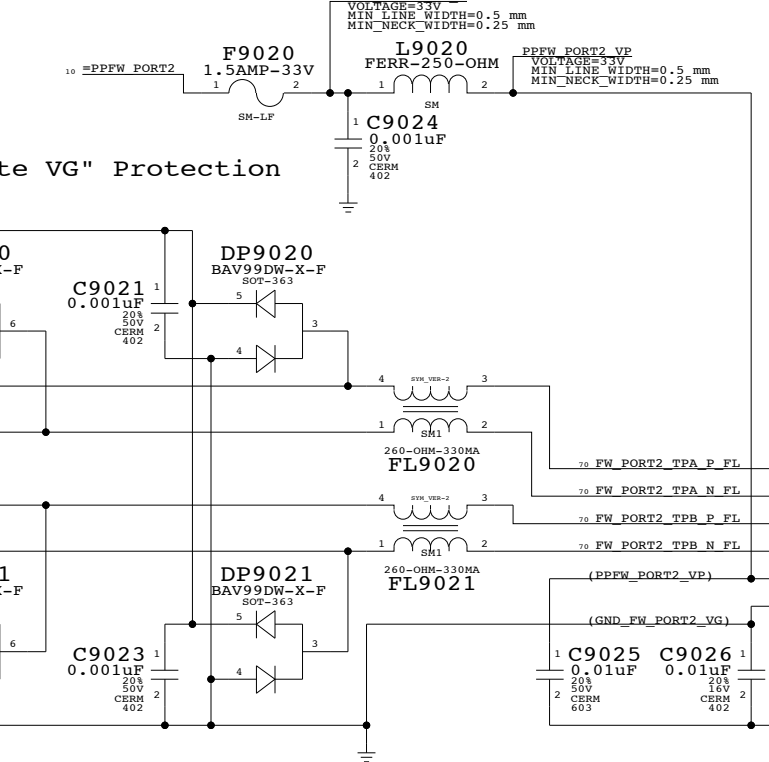 VOLTAGE=33V
MIN_LINE_WIDTH=0.5 mm
MIN_NECK_WIDTH=0.25 mm
F9020
1.5AMP-33V
L9020
FERR-250-OHM
PPFW_PORT2_VP
VOLTAGE=33V
MIN_LINE_WIDTH=0.5 mm
MIN_NECK_WIDTH=0.25 mm
10 =PPFW_PORT2
1 2
1 2
SM-LF
SM
1 C9024
0.001uF
20%
50V
2 CERM
402
te VG" Protection
0
X-F
DP9020
BAV99DW-X-F
SOT-363
C9021 1
0.001uF
20%
50V 2
CERM
402
5
6
3
4
4 SYM_VER-2 3
1 SM1 2
260-OHM-330MA
FL9020
70 FW_PORT2_TPA_P_FL
70 FW_PORT2_TPA_N_FL
4 SYM_VER-2 3
70 FW_PORT2_TPB_P_FL
1 SM1 2
70 FW_PORT2_TPB_N_FL
260-OHM-330MA
FL9021
1
X-F
DP9021
BAV99DW-X-F
SOT-363
(PPFW_PORT2_VP)
5
(GND_FW_PORT2_VG)
6
3
4
C9023 1
0.001uF
20%
50V 2
CERM
402
1 C9025
0.01uF
20%
2 50V
CERM
603
C9026 1
0.01uF
20%
16V 2
CERM
402